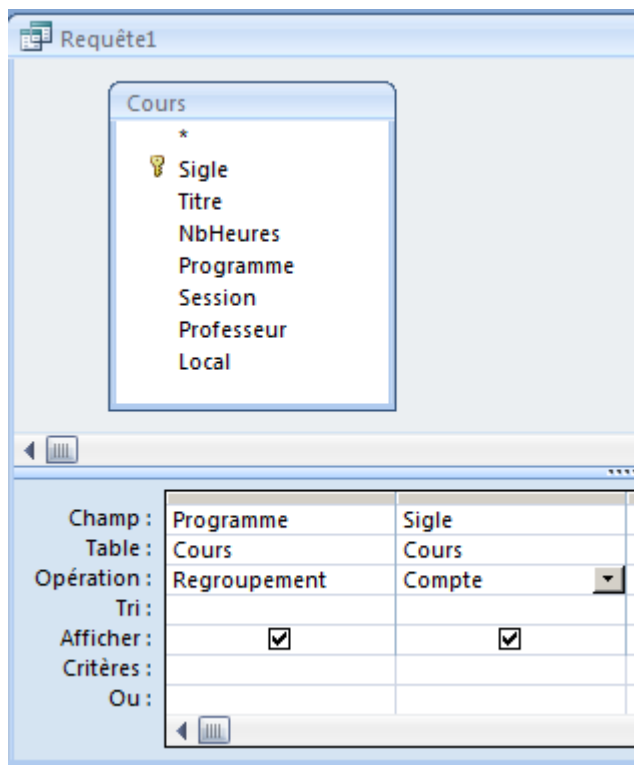 Requête1
Cours
*
Sigle
Titre
NbHeures
Programme
Session
Professeur
Local
Champ : Programme Sigle
Table : Cours Cours
Opération : Regroupement Compte
Tri :
Afficher :
Critères :
Ou :